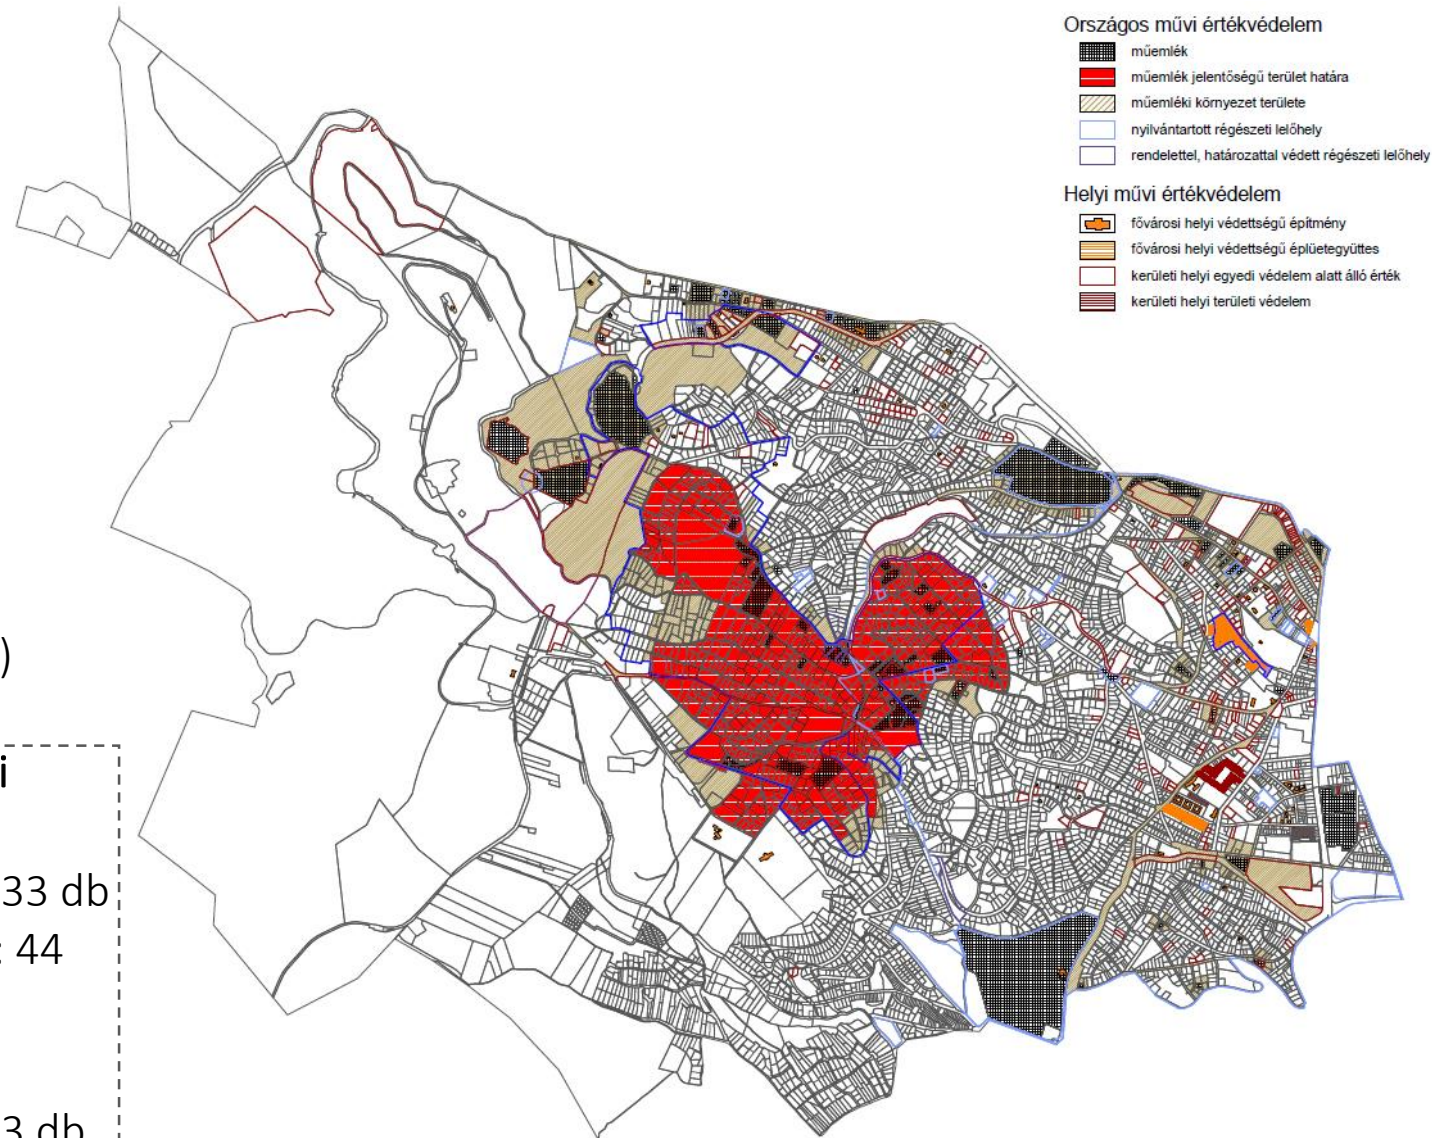 Országos művi értékvédelem
műemlék
műemlék jelentőségű terület határa
műemléki környezet területe
nyilvántartott régészeti lelőhely
rendelettel, határozattal védett régészeti lelőhely
Helyi művi értékvédelem
fővárosi helyi védettségű építmény
fővárosi helyi védettségű éplüetegyüttes
kerületi helyi egyedi védelem alatt álló érték
kerületi helyi területi védelem
)
i
33 db
: 44
3 db